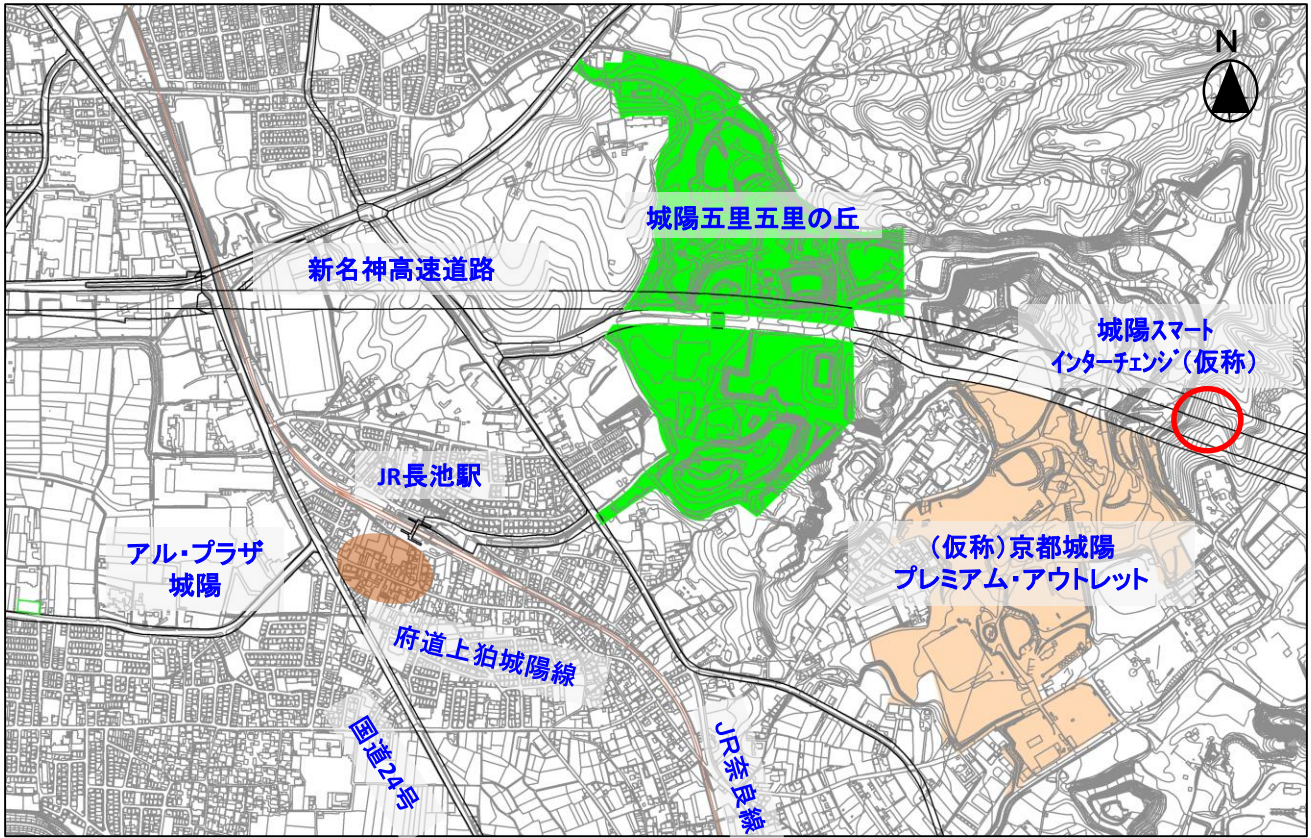 N
城陽五里五里の丘
新名神高速道路
城陽スマート
インターチェンジ(仮称)
JR長池駅
アル・プラザ
城陽
(仮称)京都城陽
プレミアム・アウトレット
府道上狛城陽線
国道24号
JR奈良線